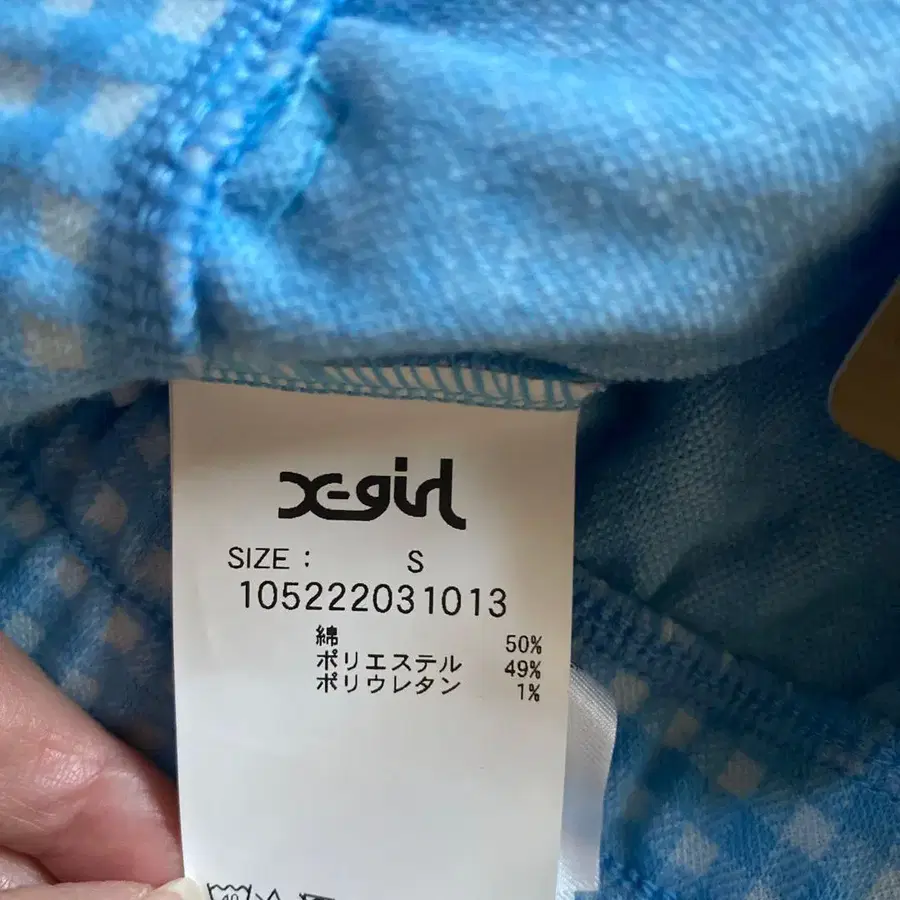 X-girl
SIZE : S
105222031013
綿 50%
ポリエステル 49%
ポリウレタン 1%
40